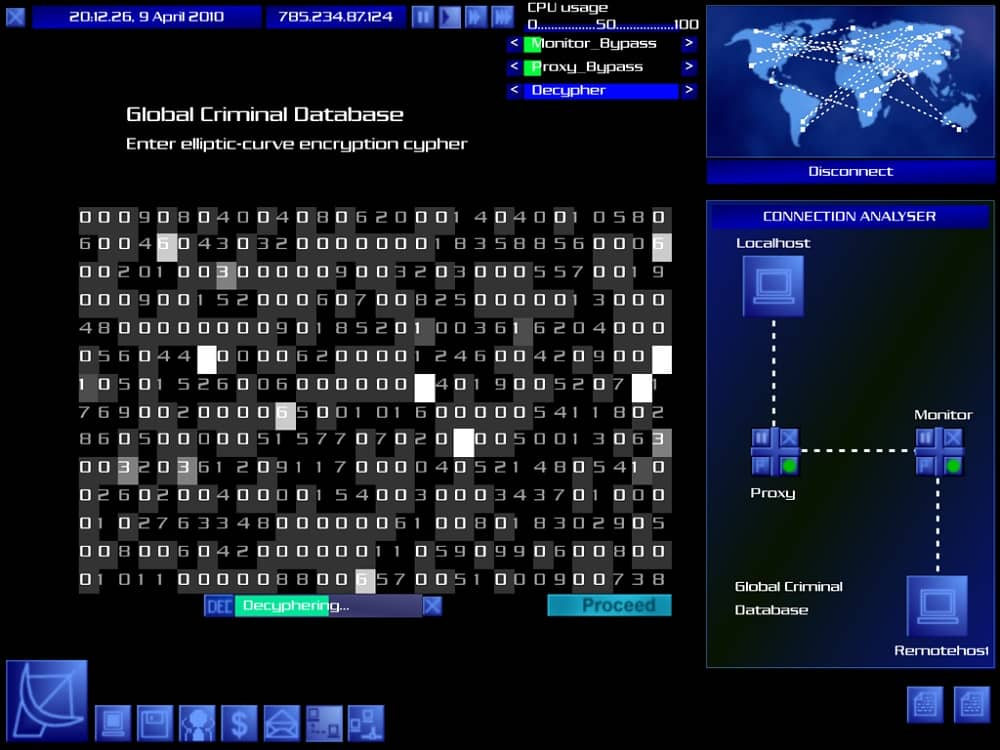 20:12.26, 9 April 2010
785.234.87.124
CPU usage
0..............50..............100
< Monitor_Bypass >
< Proxy_Bypass >
< Decypher >
Disconnect
Global Criminal Database
Enter elliptic-curve encryption cypher
CONNECTION ANALYSER
Localhost
Proxy
Monitor
Global Criminal
Database
Remotehost
0 0 0 9 0 8 0 4 0 0 4 0 8 0 6 2 0 0 0 1 4 0 4 0 0 1 0 5 8 0
6 0 0 4 6 0 4 3 0 3 2 0 0 0 0 0 0 0 1 8 3 5 8 8 5 6 0 0 0 6
0 0 2 0 1 0 0 3 0 0 0 0 0 9 0 0 3 2 0 3 0 0 0 5 5 7 0 0 1 9
0 0 0 9 0 0 1 5 2 0 0 0 6 0 7 0 0 8 2 5 0 0 0 0 0 1 3 0 0 0
4 8 0 0 0 0 0 0 0 0 9 0 1 8 5 2 0 1 0 0 3 6 1 6 2 0 4 0 0 0
0 5 6 0 4 4 0 0 0 0 6 2 0 0 0 0 1 2 4 6 0 0 4 2 0 9 0 0
1 0 5 0 1 5 2 6 0 0 6 0 0 0 0 0 0 4 0 1 9 0 0 5 2 0 7 1
7 6 9 0 0 2 0 0 0 0 6 5 0 0 1 0 1 6 0 0 0 0 0 0 5 4 1 1 8 0 2
8 6 0 5 0 0 0 0 0 5 1 5 7 7 0 7 0 2 0 0 0 5 0 0 1 3 0 6 3
0 0 3 2 0 3 6 1 2 0 9 1 1 7 0 0 0 0 4 0 5 2 1 4 8 0 5 4 1 0
0 2 6 0 2 0 0 4 0 0 0 0 1 5 4 0 0 3 0 0 0 3 4 3 7 0 1 0 0 0
0 1 0 2 7 6 3 3 4 8 0 0 0 0 0 0 6 1 0 0 8 0 1 8 3 0 2 9 0 5
0 0 8 0 0 6 0 4 2 0 0 0 0 0 0 1 1 0 5 9 0 9 9 0 6 0 0 8 0 0
0 1 0 1 1 0 0 0 0 0 8 8 0 0 6 5 7 0 0 5 1 0 0 0 9 0 0 7 3 8
DEC
Decyphering...
Proceed